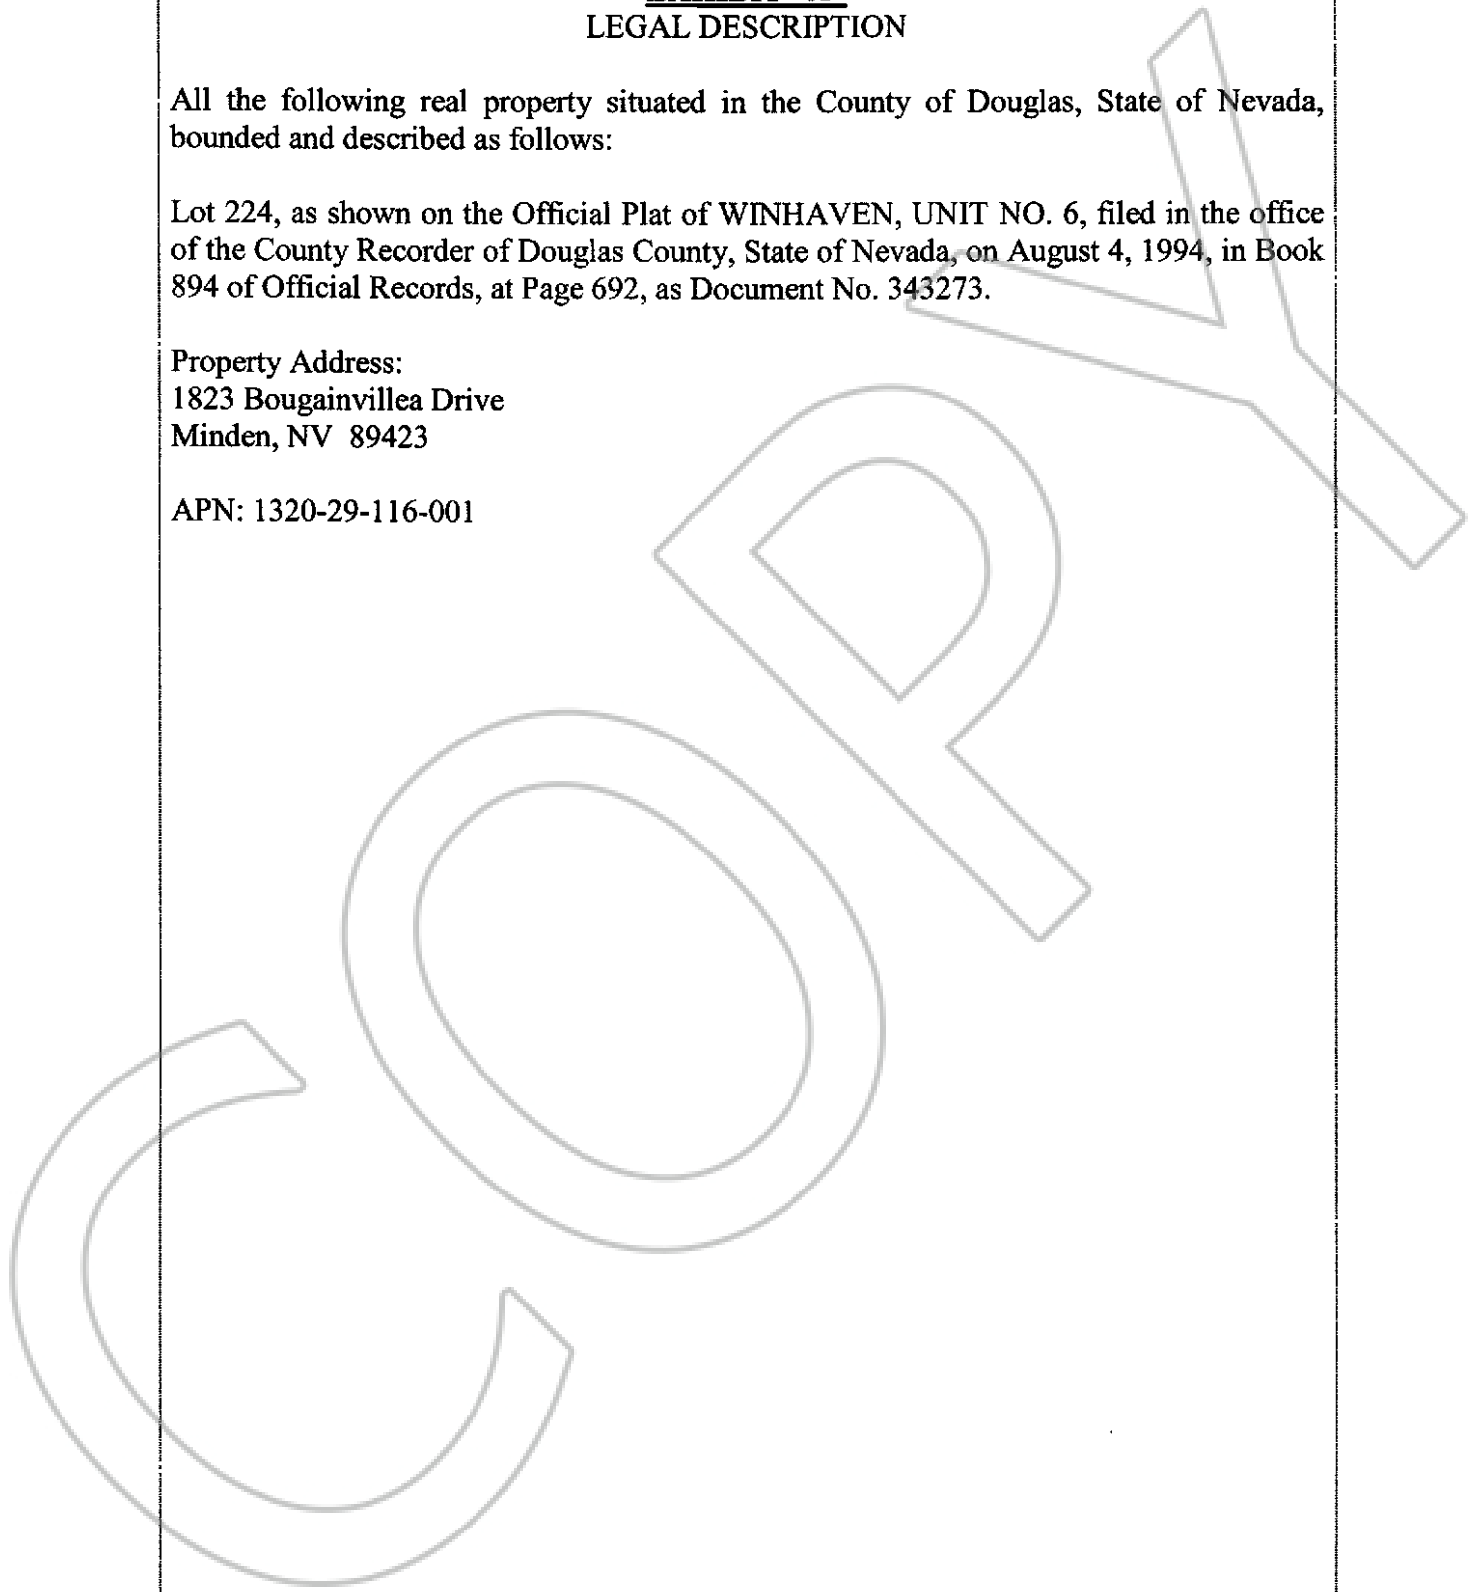 LEGAL DESCRIPTION
All the following real property situated in the County of Douglas, State of Nevada,
bounded and described as follows:
Lot 224, as shown on the Official Plat of WINHAVEN, UNIT NO. 6, filed in the office
of the County Recorder of Douglas County, State of Nevada, on August 4, 1994, in Book
894 of Official Records, at Page 692, as Document No. 343273.
Property Address:
1823 Bougainvillea Drive
Minden, NV 89423
APN: 1320-29-116-001
COPY